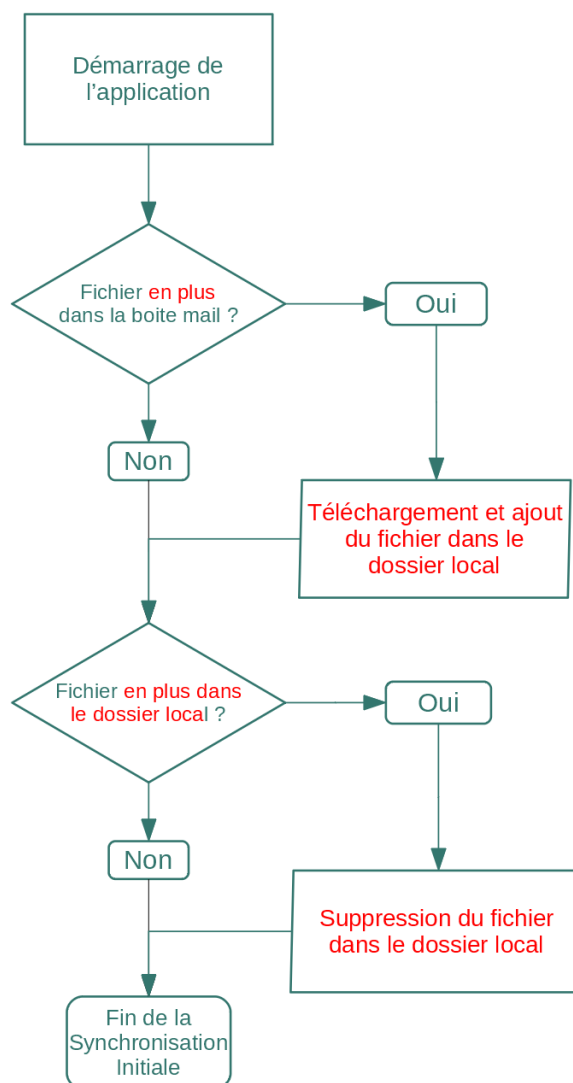 Démarrage de
l'application
Fichier en plus
dans la boite mail ?
Oui
Non
Téléchargement et ajout
du fichier dans le
dossier local
Fichier en plus dans
le dossier local ?
Oui
Non
Suppression du fichier
dans le dossier local
Fin de la
Synchronisation
Initiale